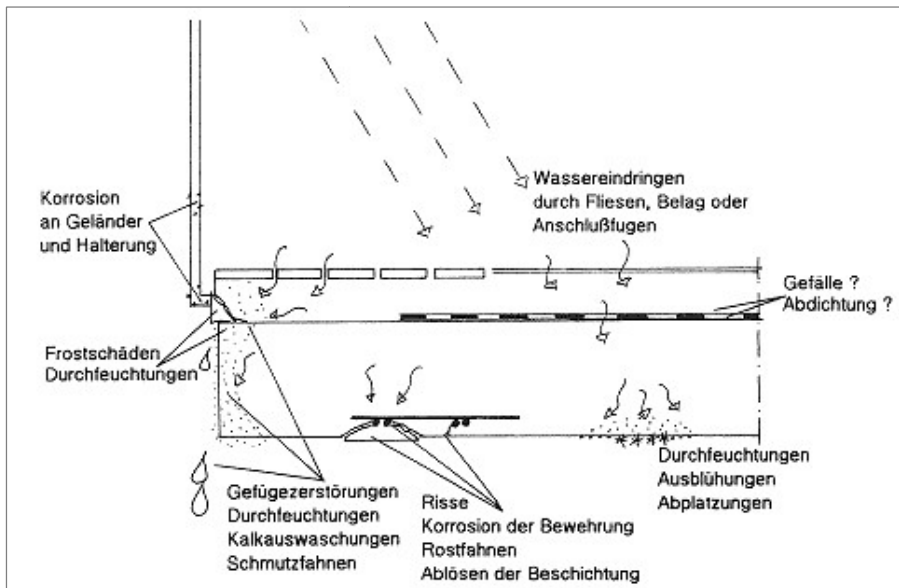 Korrosion
an Geländer
und Halterung
Wassereindringen
durch Fliesen, Belag oder
Anschlußfugen
Gefälle ?
Abdichtung ?
Frostschäden
Durchfeuchtungen
Gefügezerstörungen
Durchfeuchtungen
Kalkauswaschungen
Schmutzfahnen
Risse
Korrosion der Bewehrung
Rostfahnen
Ablösen der Beschichtung
Durchfeuchtungen
Ausblühungen
Abplatzungen